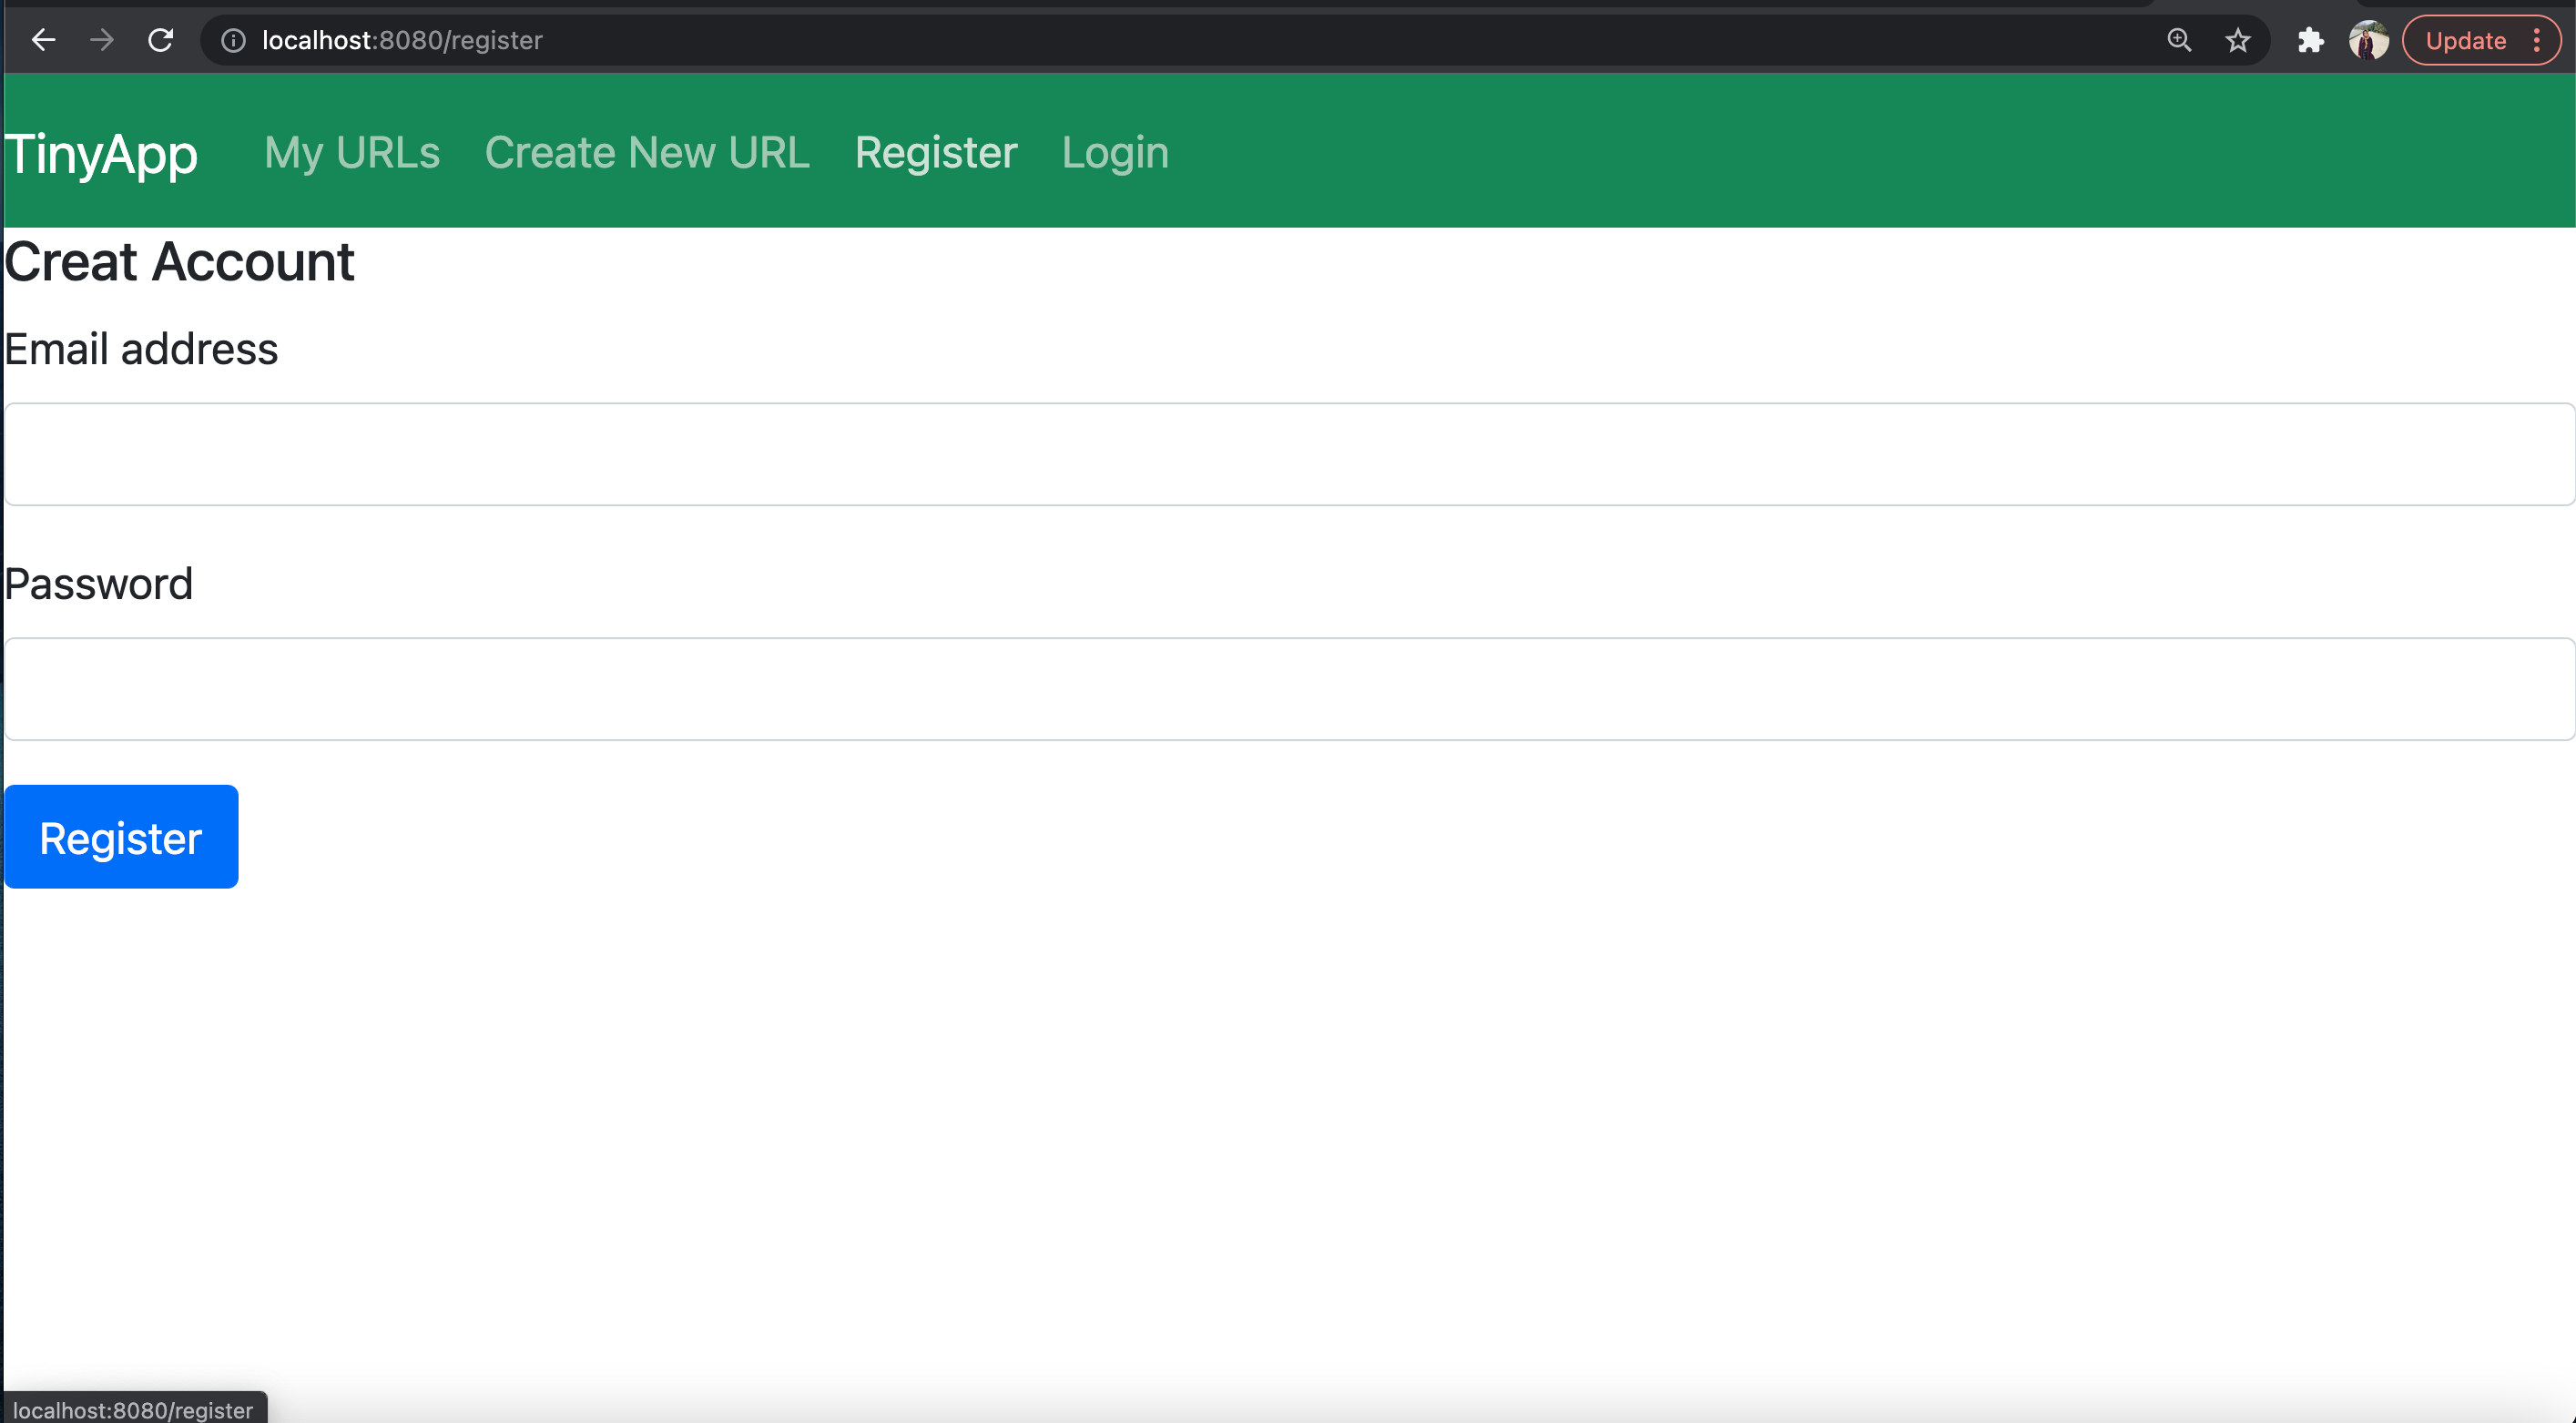 localhost:8080/register
Update
TinyApp My URLs Create New URL Register Login
Creat Account
Email address
Password
Register
localhost:8080/register